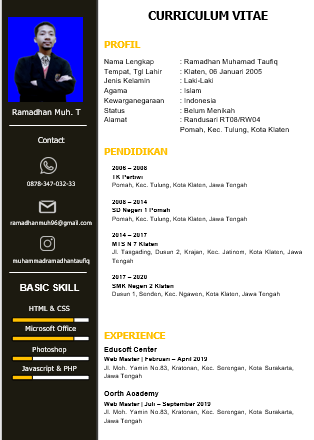 CURRICULUM VITAE
Ramadhan Muh. T
Contact
0878-347-032-33
ramadhanmuh96@gmail.com
muhammadramadhantaufiq
BASIC SKILL
HTML & CSS
Microsoft Office
Photoshop
Javascript & PHP
PROFIL
Nama Lengkap : Ramadhan Muhamad Taufiq
Tempat, Tgl Lahir : Klaten, 06 Januari 2005
Jenis Kelamin : Laki-Laki
Agama : Islam
Kewarganegaraan : Indonesia
Status : Belum Menikah
Alamat : Randusari RT08/RW04
Pomah, Kec. Tulung, Kota Klaten
PENDIDIKAN
2006 – 2008
TK Pertiwi
Pomah, Kec. Tulung, Kota Klaten, Jawa Tengah
2008 – 2014
SD Negeri 1 Pomah
Pomah, Kec. Tulung, Kota Klaten, Jawa Tengah
2014 – 2017
MTS N 7 Klaten
Jl. Tasgading, Dusun 2, Krajan, Kec. Jatinom, Kota Klaten, Jawa
Tengah
2017 – 2020
SMK Negeri 2 Klaten
Dusun 1, Senden, Kec. Ngawen, Kota Klaten, Jawa Tengah
EXPERIENCE
Edusoft Center
Web Master | Februari – April 2019
Jl. Moh. Yamin No.83, Kratonan, Kec. Serengan, Kota Surakarta,
Jawa Tengah
Oorth Academy
Web Master | Juli – September 2019
Jl. Moh. Yamin No.83, Kratonan, Kec. Serengan, Kota Surakarta,
Jawa Tengah